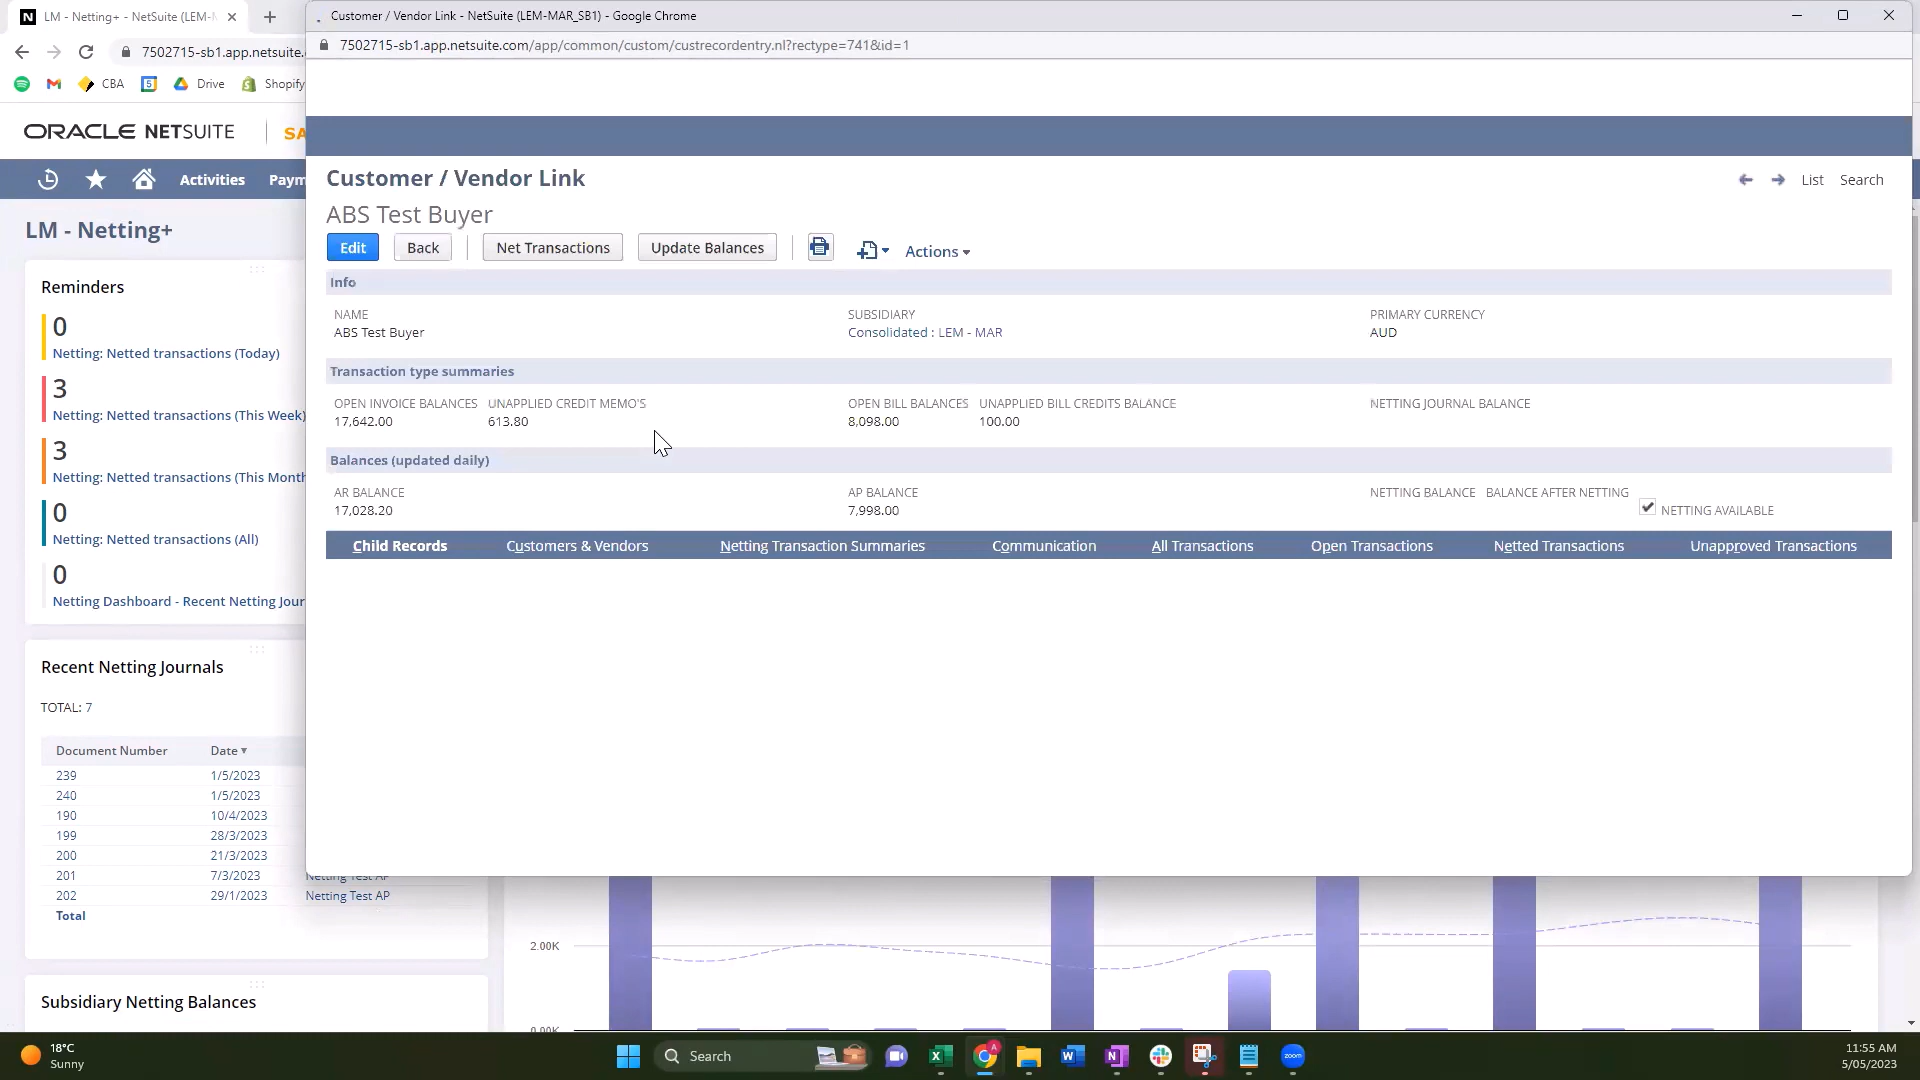 LM - Netting+ - NetSuite (LEM-M
Customer / Vendor Link - NetSuite (LEM-MAR_SB1) - Google Chrome
7502715-sb1.app.netsuite.
7502715-sb1.app.netsuite.com/app/common/custom/custrecordentry.nl?rectype=741&id=1
CBA
Drive
Shopify
ORACLE NETSUITE
SA
Activities
Paym
Customer / Vendor Link
List
Search
ABS Test Buyer
Edit
Back
Net Transactions
Update Balances
Actions
Info
NAME
ABS Test Buyer
SUBSIDIARY
Consolidated : LEM - MAR
PRIMARY CURRENCY
AUD
Transaction type summaries
OPEN INVOICE BALANCES
17,642.00
UNAPPLIED CREDIT MEMO'S
613.80
OPEN BILL BALANCES
8,098.00
UNAPPLIED BILL CREDITS BALANCE
100.00
NETTING JOURNAL BALANCE
Balances (updated daily)
AR BALANCE
17,028.20
AP BALANCE
7,998.00
NETTING BALANCE
BALANCE AFTER NETTING
NETTING AVAILABLE
Child Records
Customers & Vendors
Netting Transaction Summaries
Communication
All Transactions
Open Transactions
Netted Transactions
Unapproved Transactions
LM - Netting+
Reminders
0
Netting: Netted transactions (Today)
3
Netting: Netted transactions (This Week)
3
Netting: Netted transactions (This Month
0
Netting: Netted transactions (All)
0
Netting Dashboard - Recent Netting Jour
Recent Netting Journals
TOTAL: 7
Document Number Date
239 1/5/2023
240 1/5/2023
190 10/4/2023
199 28/3/2023
200 21/3/2023
201 7/3/2023 Netting Test AP
202 29/1/2023 Netting Test AP
Total
Subsidiary Netting Balances
2.00K
0.00K
18°C
Sunny
Search
zoom
11:55 AM
5/05/2023